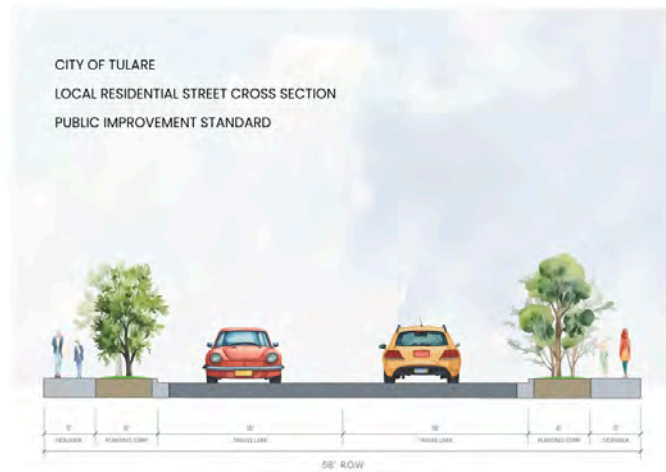 CITY OF TULARE
LOCAL RESIDENTIAL STREET CROSS SECTION
PUBLIC IMPROVEMENT STANDARD
5'
SIDEWALK
PLANTING STRIP
TRAVEL LANE
TRAVEL LANE
PLANTING STRIP
SIDEWALK
58' R.O.W